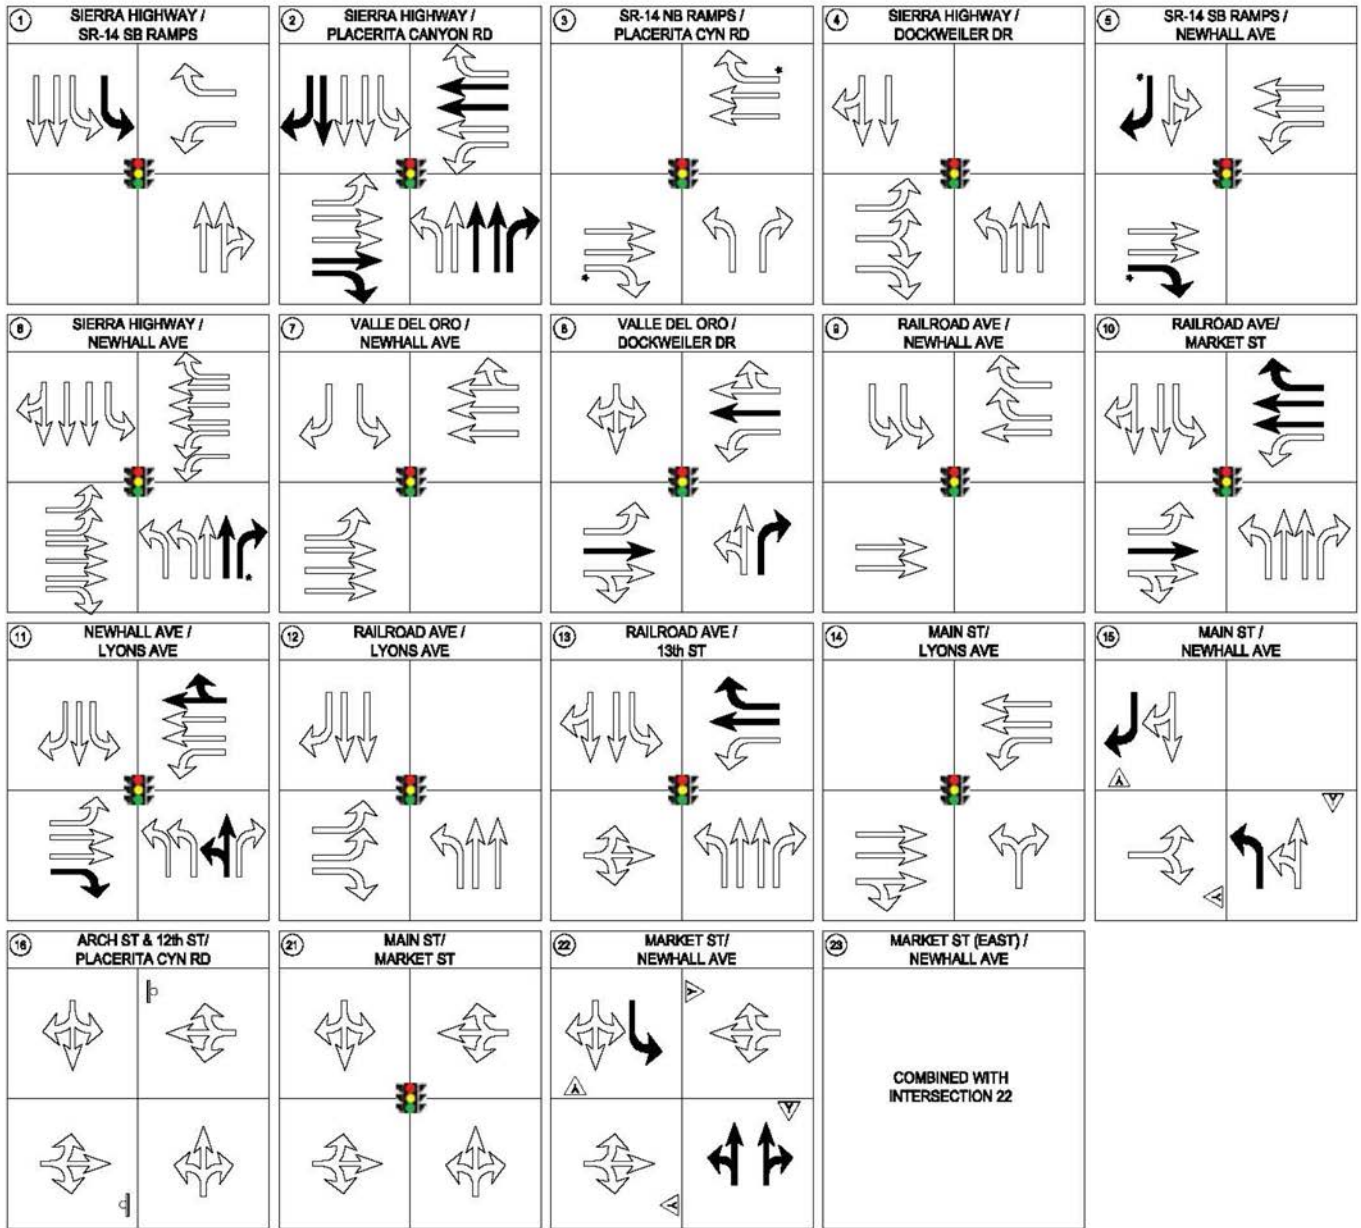 1
SIERRA HIGHWAY /
SR-14 SB RAMPS
2
SIERRA HIGHWAY /
PLACERITA CANYON RD
3
SR-14 NB RAMPS /
PLACERITA CYN RD
*
*
4
SIERRA HIGHWAY /
DOCKWEILER DR
5
SR-14 SB RAMPS /
NEWHALL AVE
*
*
6
SIERRA HIGHWAY /
NEWHALL AVE
*
7
VALLE DEL ORO /
NEWHALL AVE
8
VALLE DEL ORO /
DOCKWEILER DR
9
RAILROAD AVE /
NEWHALL AVE
10
RAILROAD AVE/
MARKET ST
11
NEWHALL AVE /
LYONS AVE
12
RAILROAD AVE /
LYONS AVE
13
RAILROAD AVE /
13th ST
14
MAIN ST/
LYONS AVE
15
MAIN ST /
NEWHALL AVE
Y
Y
Y
16
ARCH ST & 12th ST/
PLACERITA CYN RD
21
MAIN ST/
MARKET ST
22
MARKET ST/
NEWHALL AVE
Y
Y
Y
Y
23
MARKET ST (EAST) /
NEWHALL AVE
COMBINED WITH
INTERSECTION 22